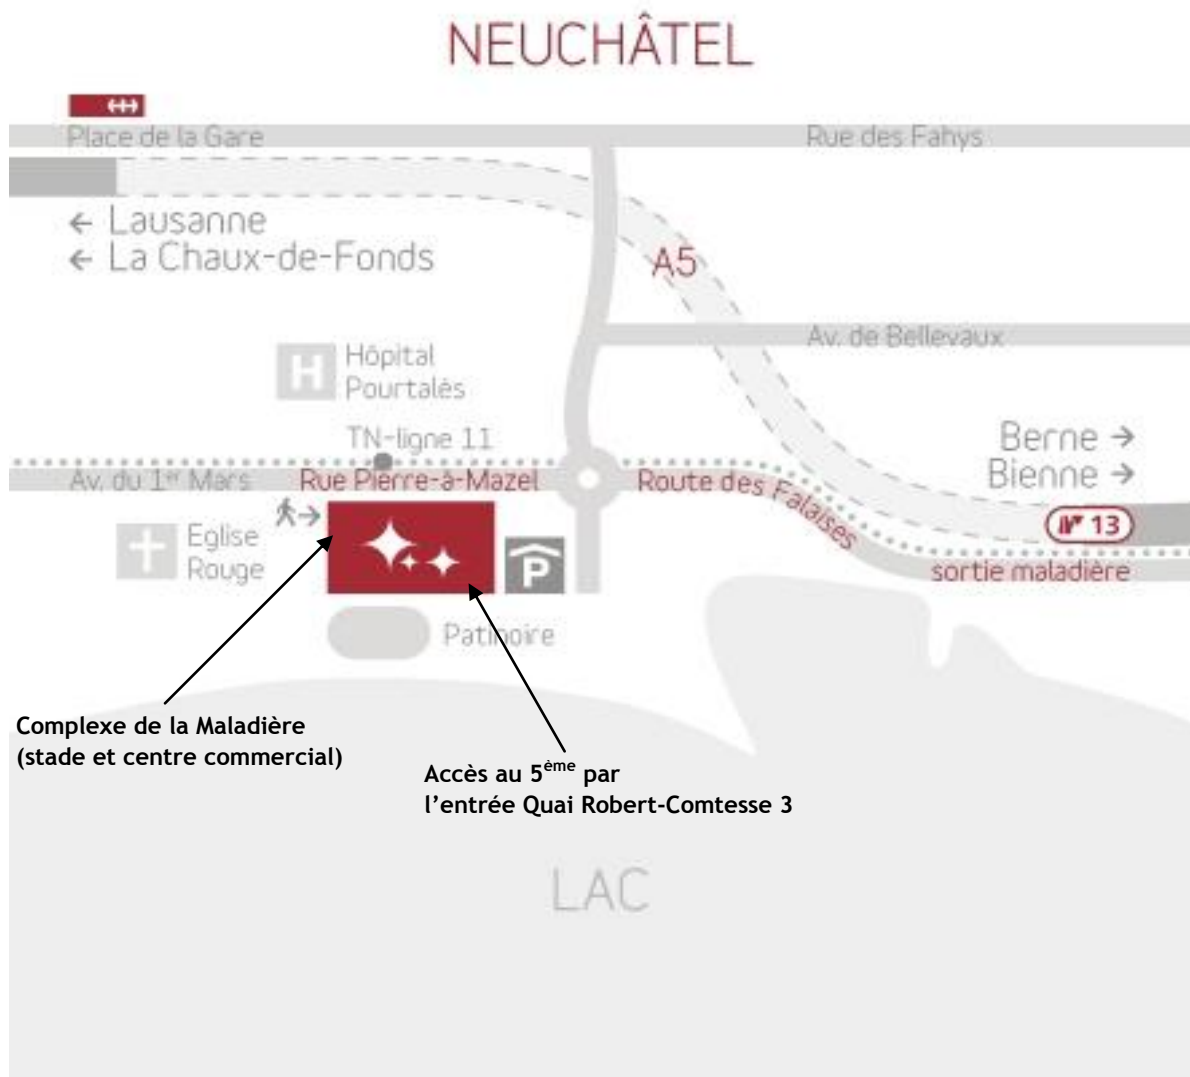 NEUCHÂTEL
Place de la Gare
Rue des Fahys
← Lausanne
← La Chaux-de-Fonds
A5
Av. de Bellevaux
H
Hôpital
Pourtalès
TN-ligne 11
Berne →
Bienne →
Av. du 1er Mars
Rue Pierre-à-Mazel
Route des Falaises
13
Eglise
Rouge
P
sortie maladière
Patinoire
Complexe de la Maladière
(stade et centre commercial)
Accès au 5ème par
l’entrée Quai Robert-Comtesse 3
LAC